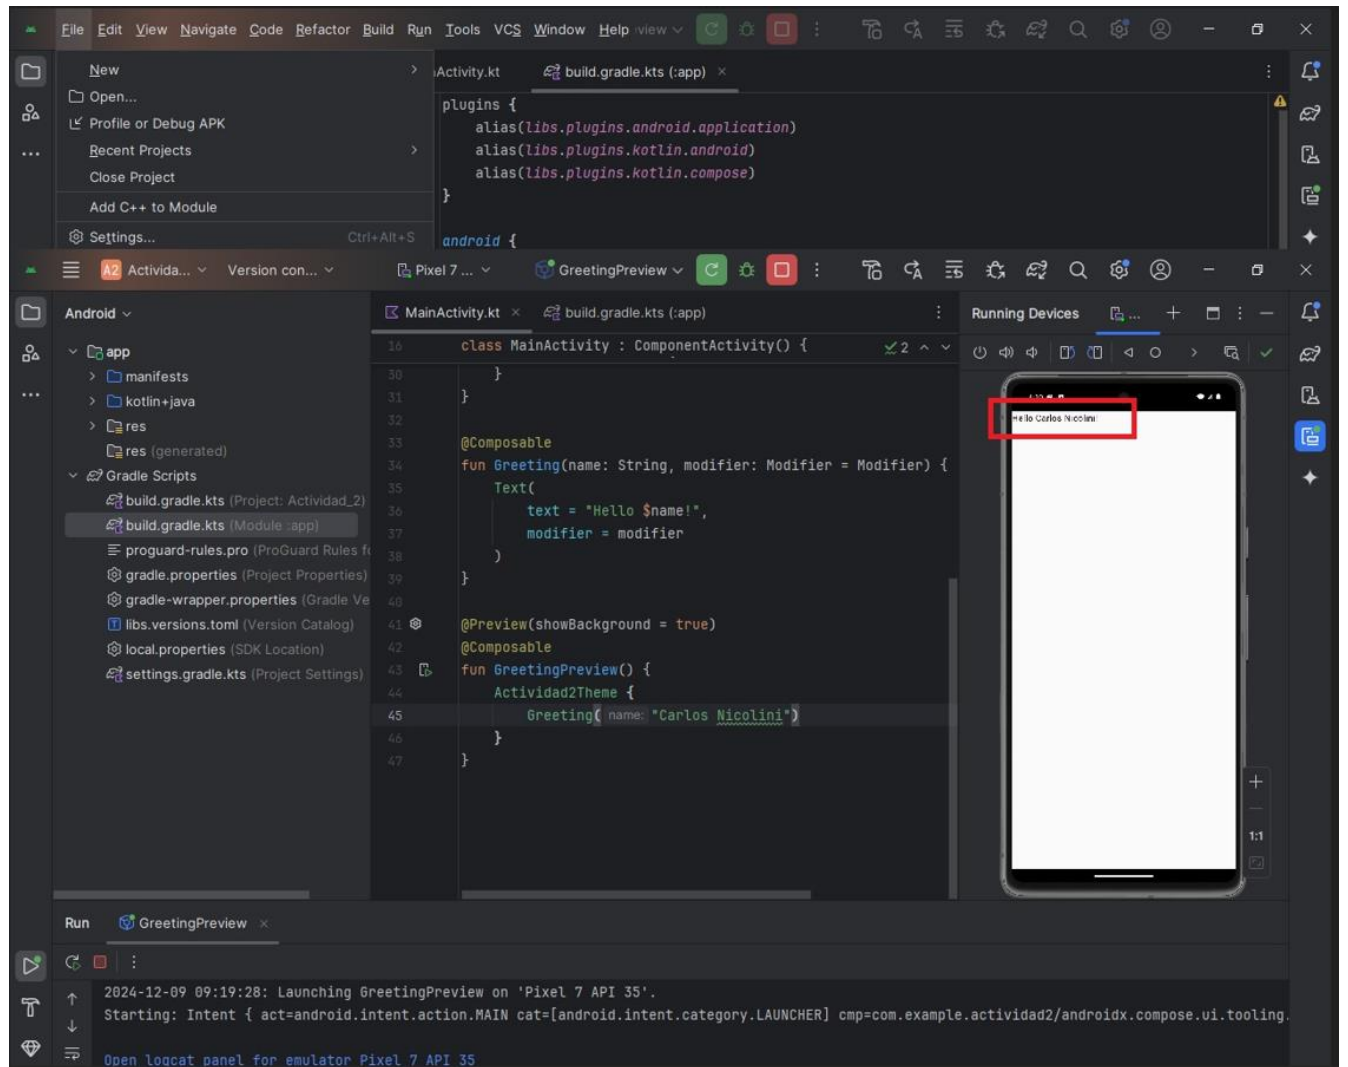 File Edit View Navigate Code Refactor Build Run Tools VCS Window Help view
New
Open...
Profile or Debug APK
Recent Projects
Close Project
Add C++ to Module
Settings... Ctrl+Alt+S
Activity.kt build.gradle.kts (:app)
plugins {
alias(libs.plugins.android.application)
alias(libs.plugins.kotlin.android)
alias(libs.plugins.kotlin.compose)
}
android {
A2 Activida... Version con... Pixel 7 ... GreetingPreview
Android
app
manifests
kotlin+java
res
res (generated)
Gradle Scripts
build.gradle.kts (Project: Actividad_2)
build.gradle.kts (Module :app)
proguard-rules.pro (ProGuard Rules fo
gradle.properties (Project Properties)
gradle-wrapper.properties (Gradle Ve
libs.versions.toml (Version Catalog)
local.properties (SDK Location)
settings.gradle.kts (Project Settings)
MainActivity.kt build.gradle.kts (:app)
16 class MainActivity : ComponentActivity() { 2
30 }
31 }
32
33 @Composable
34 fun Greeting(name: String, modifier: Modifier = Modifier) {
35 Text(
36 text = "Hello $name!",
37 modifier = modifier
38 )
39 }
40
41 @Preview(showBackground = true)
42 @Composable
43 fun GreetingPreview() {
44 Actividad2Theme {
45 Greeting( name: "Carlos Nicolini")
46 }
47 }
Running Devices ...
Hello Carlos Nicolini!
1:1
Run GreetingPreview
2024-12-09 09:19:28: Launching GreetingPreview on 'Pixel 7 API 35'.
Starting: Intent { act=android.intent.action.MAIN cat=[android.intent.category.LAUNCHER] cmp=com.example.actividad2/androidx.compose.ui.tooling.
Open logcat panel for emulator Pixel 7 API 35